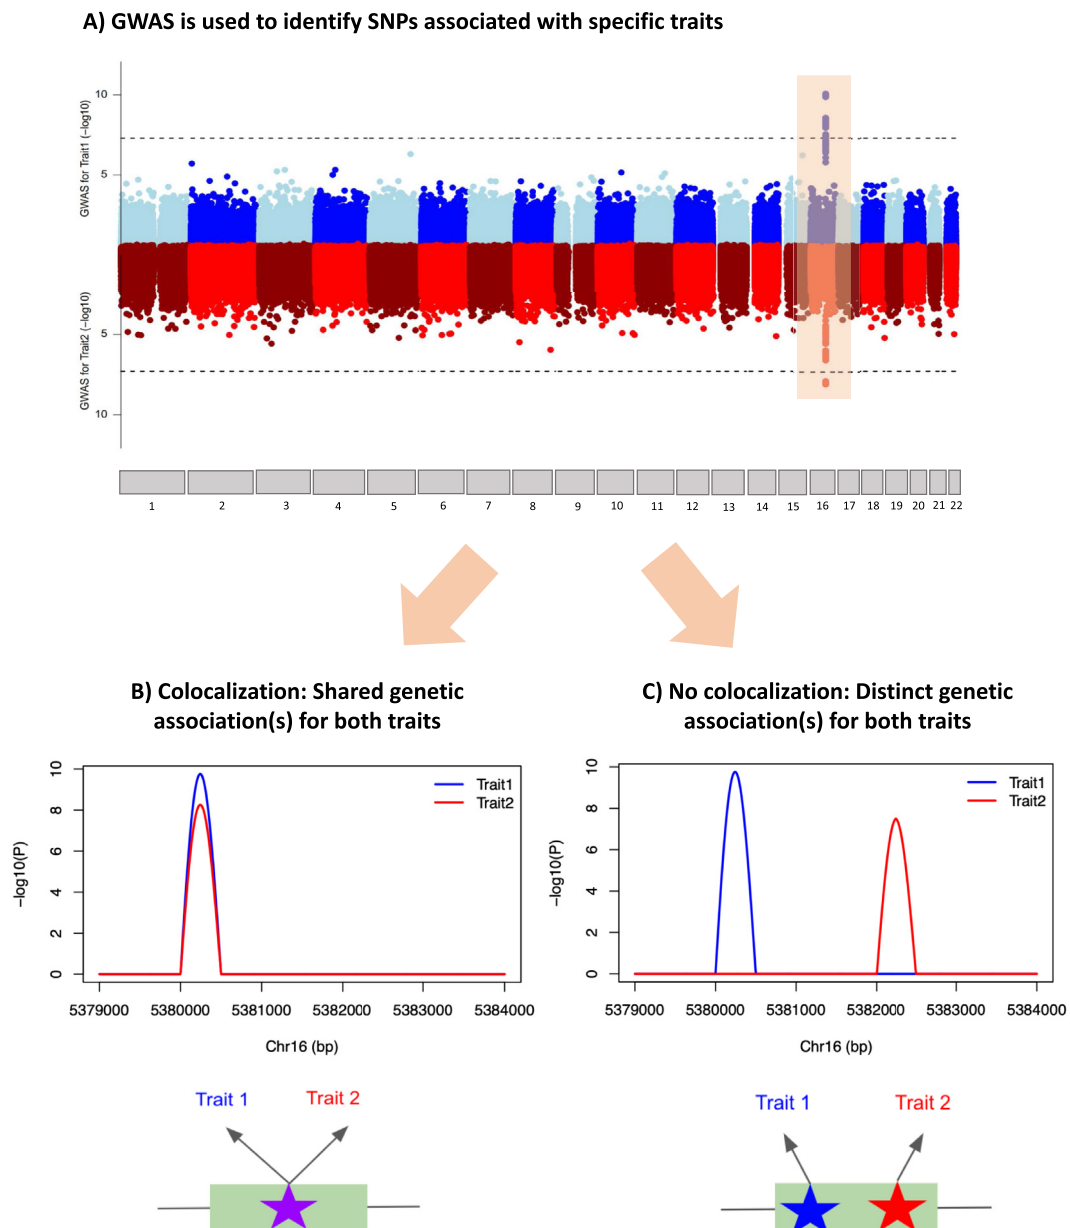 A) GWAS is used to identify SNPs associated with specific traits
GWAS for Trait1 (−log10)
10
5
GWAS for Trait2 (−log10)
5
10
1 2 3 4 5 6 7 8 9 10 11 12 13 14 15 16 17 18 19 20 21 22
B) Colocalization: Shared genetic
association(s) for both traits
−log10(P)
10
8
6
4
2
0
Trait1
Trait2
5379000 5380000 5381000 5382000 5383000 5384000
Chr16 (bp)
Trait 1 Trait 2
C) No colocalization: Distinct genetic
association(s) for both traits
−log10(P)
10
8
6
4
2
0
Trait1
Trait2
5379000 5380000 5381000 5382000 5383000 5384000
Chr16 (bp)
Trait 1 Trait 2